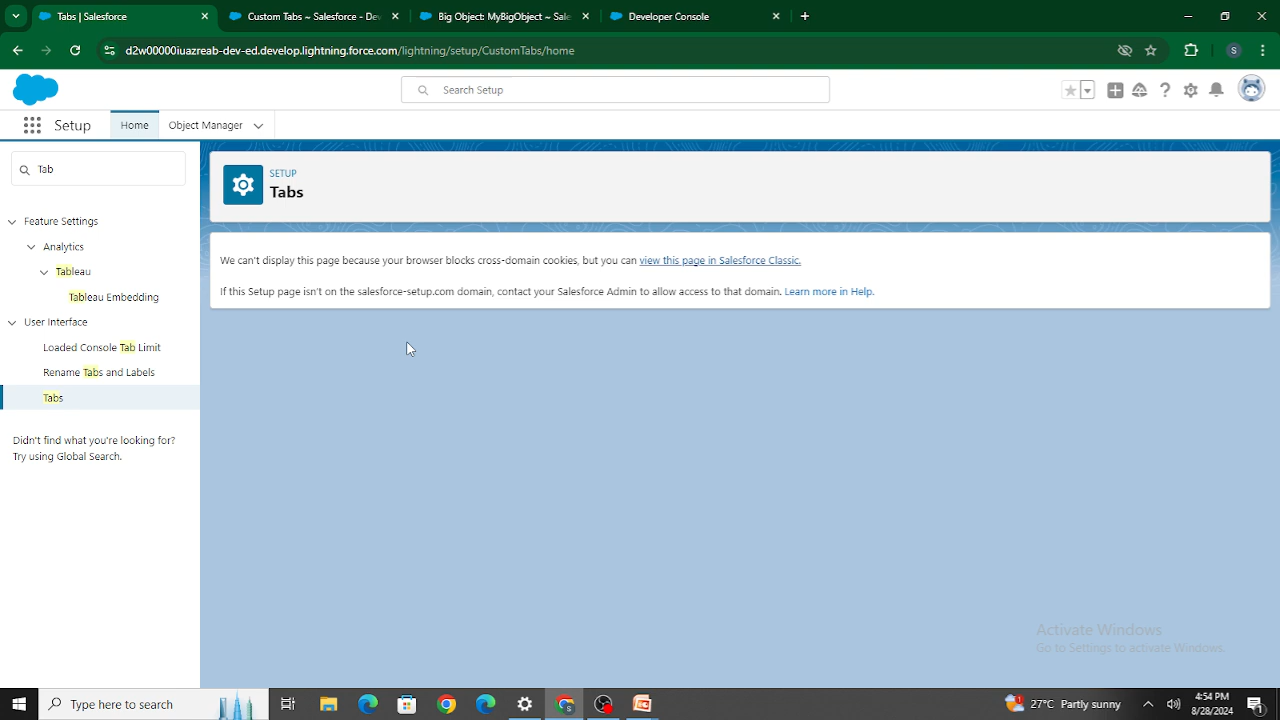 Tabs | Salesforce
Custom Tabs ~ Salesforce - Dev
Big Object: MyBigObject ~ Sale
Developer Console
d2w00000iuazreab-dev-ed.develop.lightning.force.com/lightning/setup/CustomTabs/home
S
Search Setup
Setup
Home
Object Manager
Tab
SETUP
Tabs
Feature Settings
Analytics
Tableau
Tableau Embedding
User Interface
Loaded Console Tab Limit
Rename Tabs and Labels
Tabs
Didn't find what you're looking for?
Try using Global Search.
We can't display this page because your browser blocks cross-domain cookies, but you can view this page in Salesforce Classic.
If this Setup page isn't on the salesforce-setup.com domain, contact your Salesforce Admin to allow access to that domain. Learn more in Help.
Activate Windows
Go to Settings to activate Windows.
Type here to search
27°C Partly sunny
4:54 PM
8/28/2024